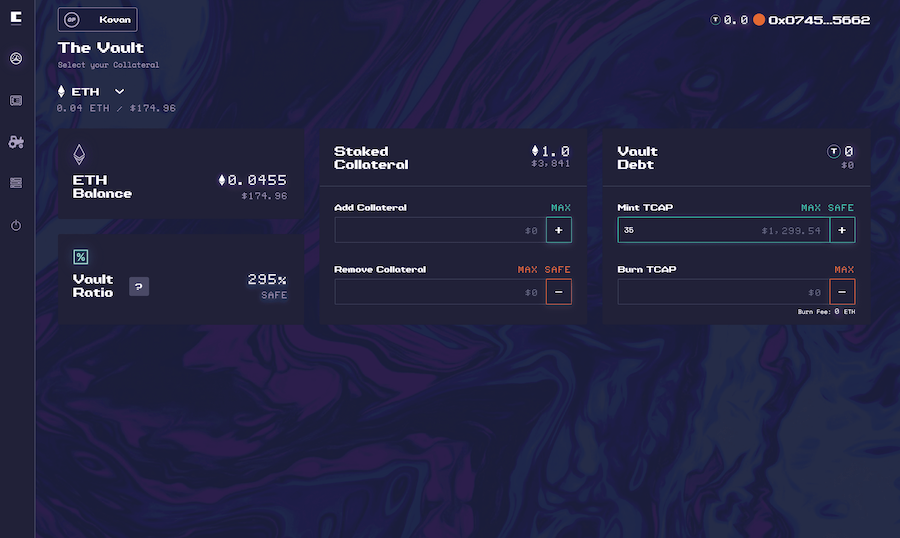 GP Kovan
T 0.0 0x0745...5662
The Vault
Select your Collateral
ETH
0.04 ETH / $174.96
ETH
Balance
0.0455
$174.96
%
Vault
Ratio
?
295%
SAFE
Staked
Collateral
1.0
$3,841
Add Collateral MAX
$0 +
Remove Collateral MAX SAFE
$0 −
Vault
Debt
T 0
$0
Mint TCAP MAX SAFE
35 $1,299.54 +
Burn TCAP MAX
$0 −
Burn Fee: 0 ETH